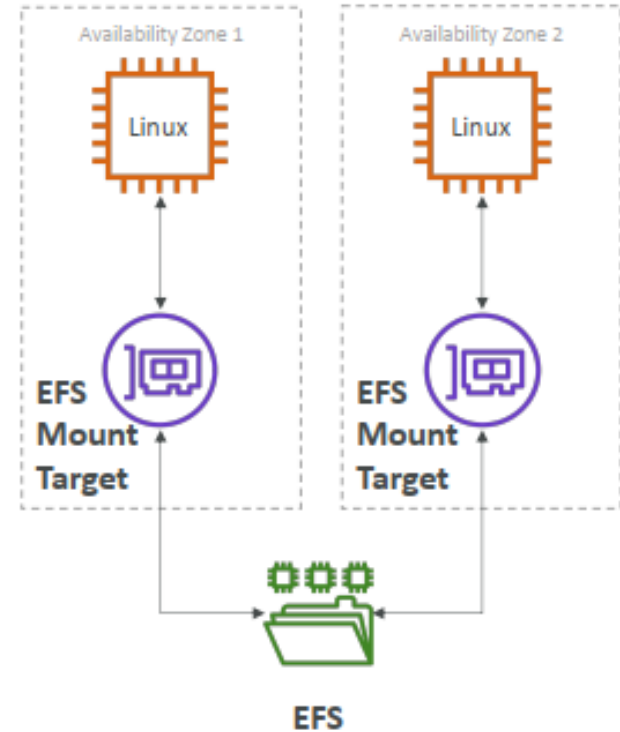 Availability Zone 1
Availability Zone 2
Linux
Linux
EFS
Mount
Target
EFS
Mount
Target
EFS